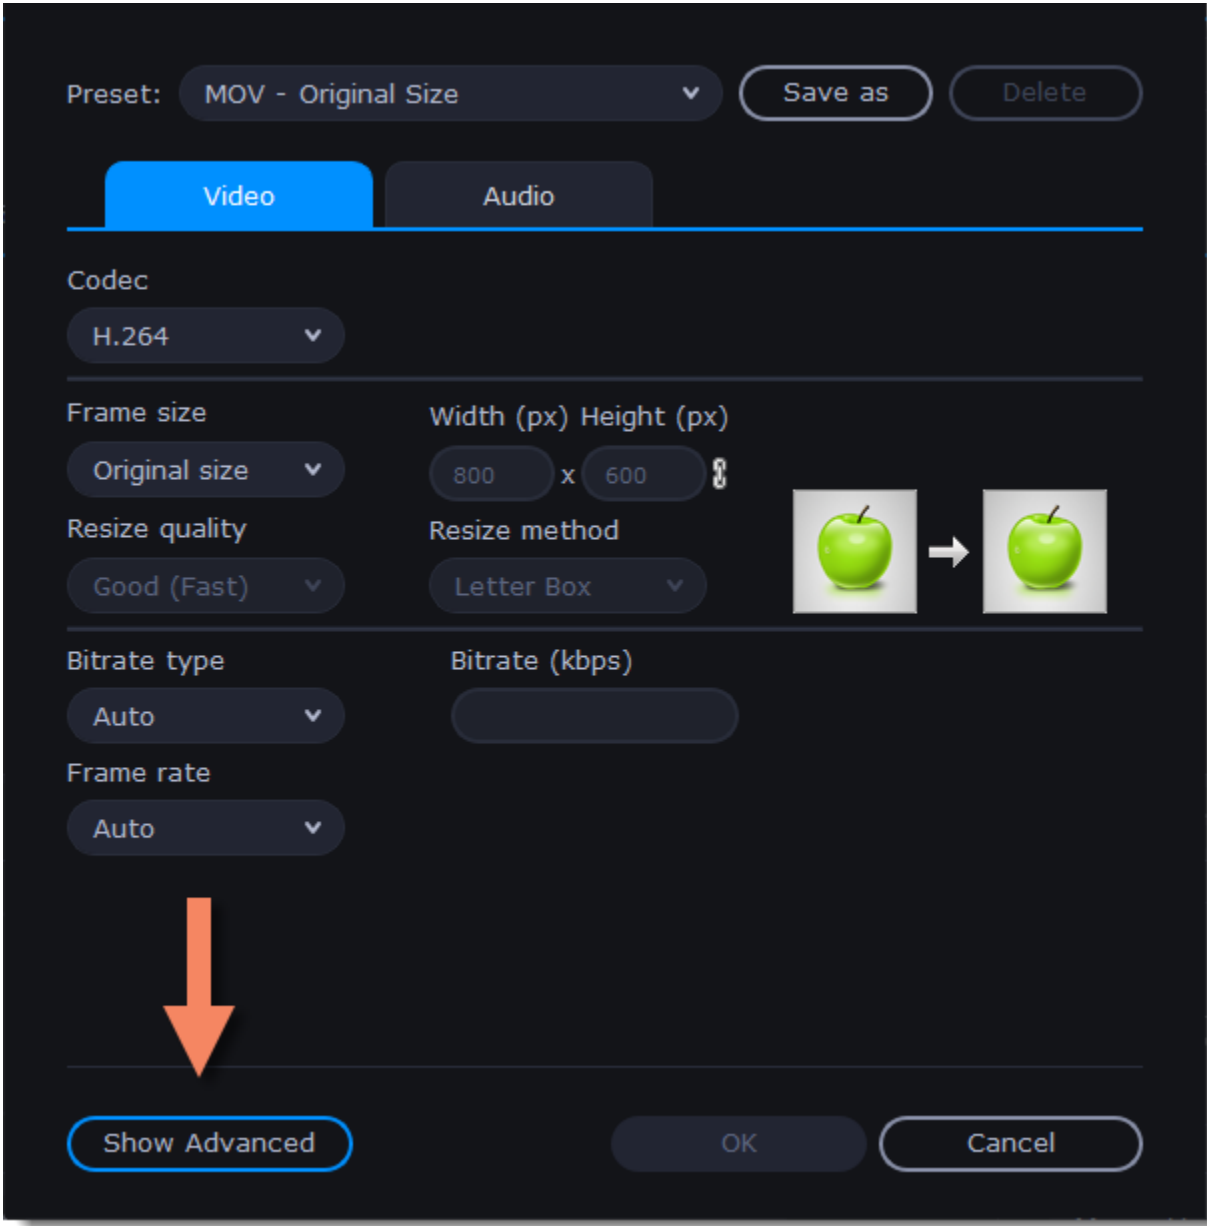 Preset: MOV - Original Size Save as Delete
Video Audio
Codec
H.264
Frame size Width (px) Height (px)
Original size 800 x 600
Resize quality Resize method
Good (Fast) Letter Box
Bitrate type Bitrate (kbps)
Auto
Frame rate
Auto
Show Advanced OK Cancel